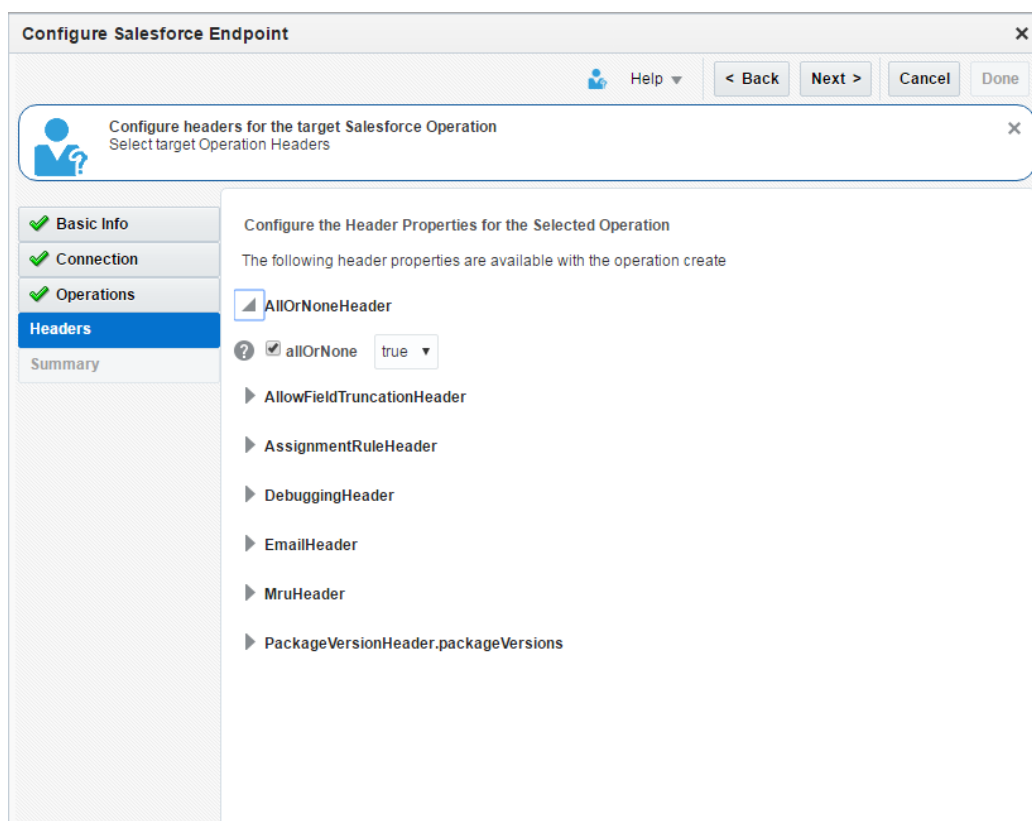 Configure Salesforce Endpoint
Help
< Back
Next >
Cancel
Done
Configure headers for the target Salesforce Operation
Select target Operation Headers
Basic Info
Connection
Operations
Headers
Summary
Configure the Header Properties for the Selected Operation
The following header properties are available with the operation create
AllOrNoneHeader
allOrNone true
AllowFieldTruncationHeader
AssignmentRuleHeader
DebuggingHeader
EmailHeader
MruHeader
PackageVersionHeader.packageVersions